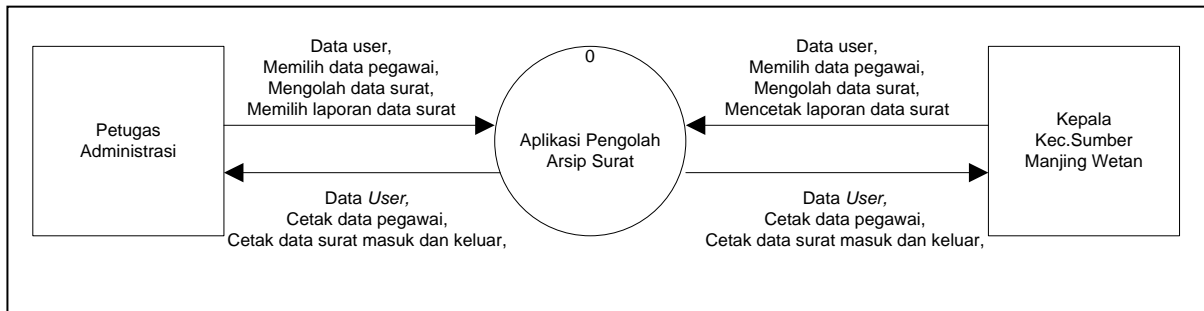 Petugas
Administrasi
Data user,
Memilih data pegawai,
Mengolah data surat,
Memilih laporan data surat
Data User,
Cetak data pegawai,
Cetak data surat masuk dan keluar,
0
Aplikasi Pengolah
Arsip Surat
Data user,
Memilih data pegawai,
Mengolah data surat,
Mencetak laporan data surat
Data User,
Cetak data pegawai,
Cetak data surat masuk dan keluar,
Kepala
Kec.Sumber
Manjing Wetan